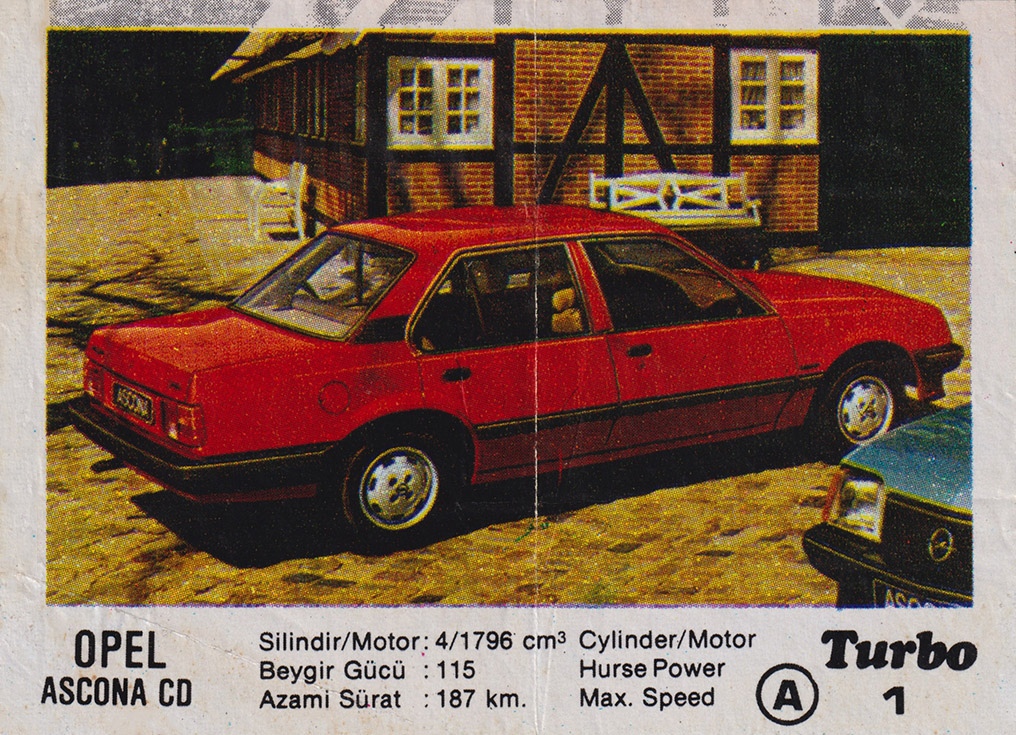 ASCONA
OPEL
ASCONA CD
Silindir/Motor: 4/1796 cm³ Cylinder/Motor
Beygir Gücü : 115 Hurse Power
Azami Sürat : 187 km. Max. Speed
A
Turbo
1